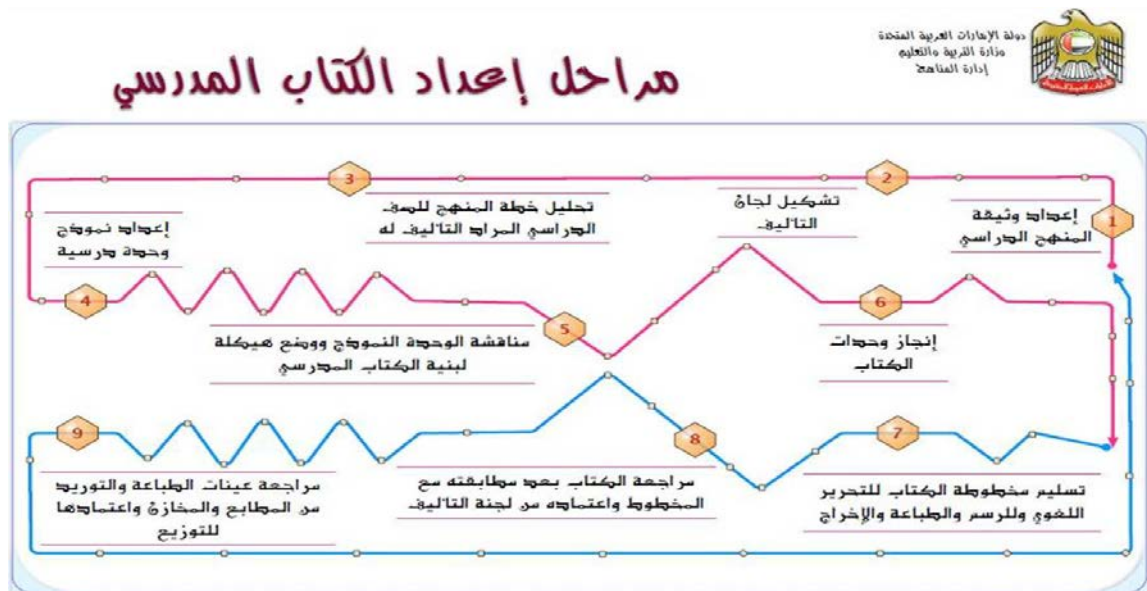 دولة الإمارات العربية المتحدة
وزارة التربية والتعليم
إدارة المناهج
مراحل إعداد الكتاب المدرسي
1
إعداد وثيقة
المنهج الدراسي
2
تشكيل لجان
التأليف
3
تحليل خطة المنهج للصف
الدراسي المراد التأليف له
4
إعداد نموذج
وحدة درسية
5
مناقشة الوحدة النموذج ووضع هيكلة
لبنية الكتاب المدرسي
6
إنجاز وحدات
الكتاب
7
تسليم مخطوطة الكتاب للتحرير
اللغوي وللرسم والطباعة والإخراج
8
مراجعة الكتاب بعد مطابقته مع
المخطوط واعتماده من لجنة التأليف
9
مراجعة عينات الطباعة والتوريد
من المطابع والمخازن واعتمادها
للتوزيع